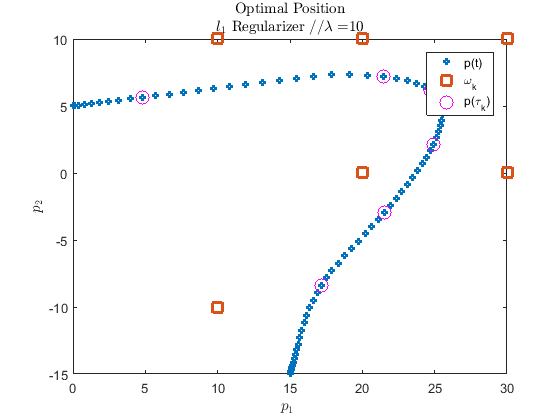 Optimal Position
l₁ Regularizer //λ =10
10
5
0
-5
-10
-15
p₂
0
5
10
15
20
25
30
p₁
p(t)
ωₖ
p(τₖ)